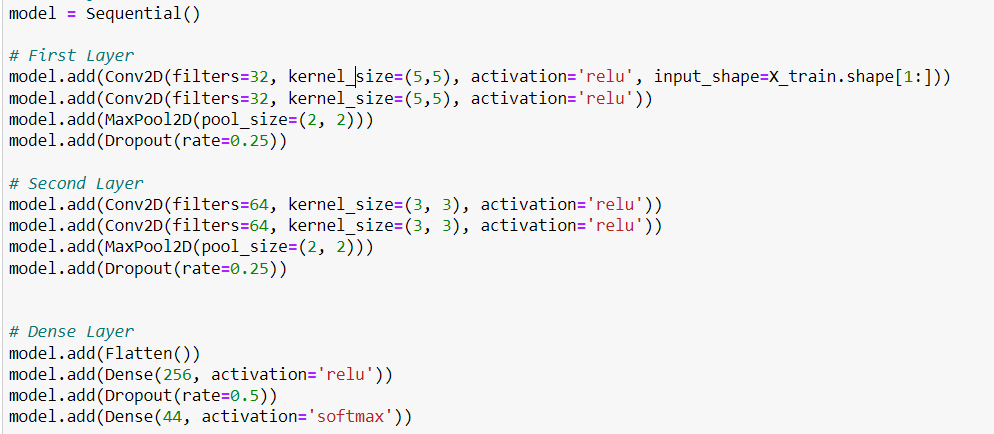 model = Sequential()
# First Layer
model.add(Conv2D(filters=32, kernel_size=(5,5), activation='relu', input_shape=X_train.shape[1:]))
model.add(Conv2D(filters=32, kernel_size=(5,5), activation='relu'))
model.add(MaxPool2D(pool_size=(2, 2)))
model.add(Dropout(rate=0.25))
# Second Layer
model.add(Conv2D(filters=64, kernel_size=(3, 3), activation='relu'))
model.add(Conv2D(filters=64, kernel_size=(3, 3), activation='relu'))
model.add(MaxPool2D(pool_size=(2, 2)))
model.add(Dropout(rate=0.25))
# Dense Layer
model.add(Flatten())
model.add(Dense(256, activation='relu'))
model.add(Dropout(rate=0.5))
model.add(Dense(44, activation='softmax'))